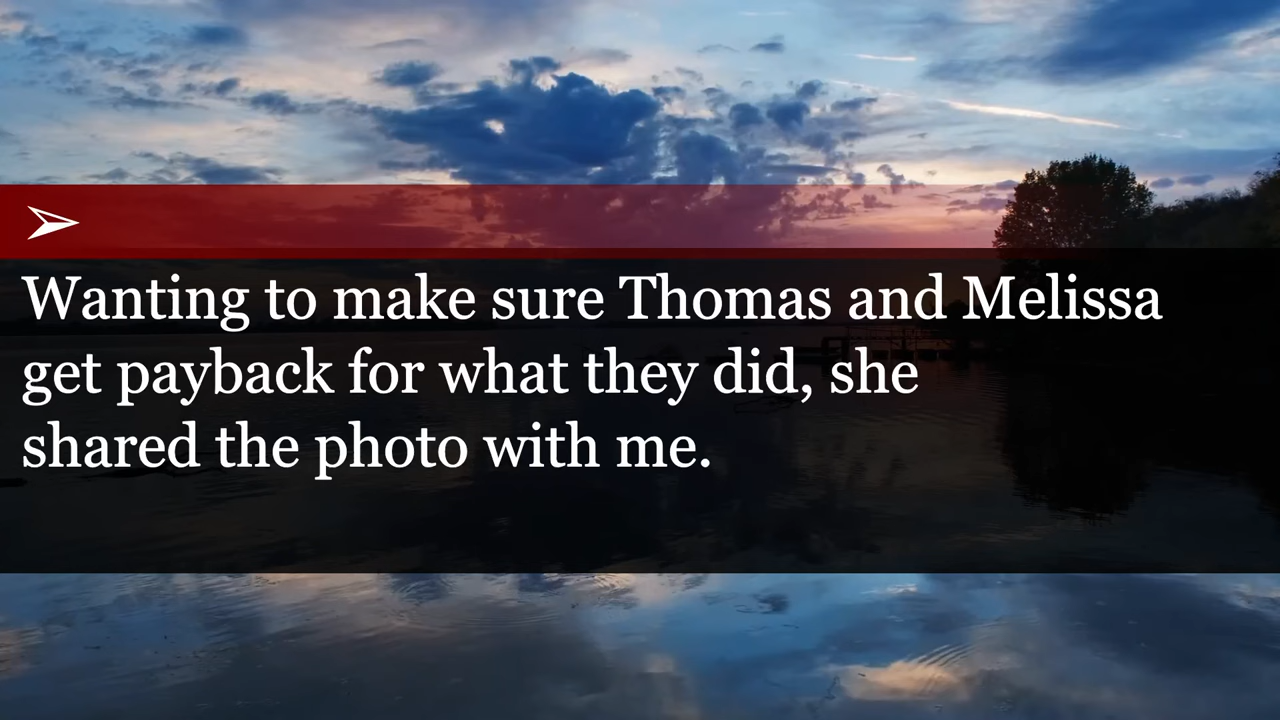 Wanting to make sure Thomas and Melissa
get payback for what they did, she
shared the photo with me.